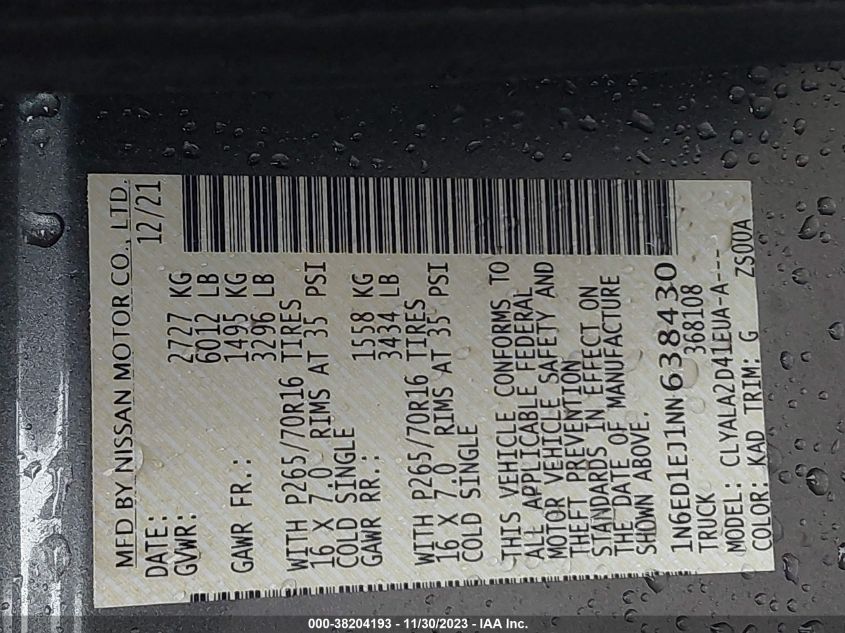 MFD BY NISSAN MOTOR CO., LTD.
DATE: 12/21
GVWR: 2727 KG
6012 LB
GAWR FR.: 1495 KG
3296 LB
WITH P265/70R16 TIRES
16 X 7.0 RIMS AT 35 PSI
COLD SINGLE
GAWR RR.: 1558 KG
3434 LB
WITH P265/70R16 TIRES
16 X 7.0 RIMS AT 35 PSI
COLD SINGLE
THIS VEHICLE CONFORMS TO
ALL APPLICABLE FEDERAL
MOTOR VEHICLE SAFETY AND
THEFT PREVENTION
STANDARDS IN EFFECT ON
THE DATE OF MANUFACTURE
SHOWN ABOVE.
1N6ED1EJ1NN638430
TRUCK 368108
MODEL: CLYALA2D41EUA-A---
COLOR: KAD TRIM: G ZS00A
000-38204193 - 11/30/2023 - IAA Inc.